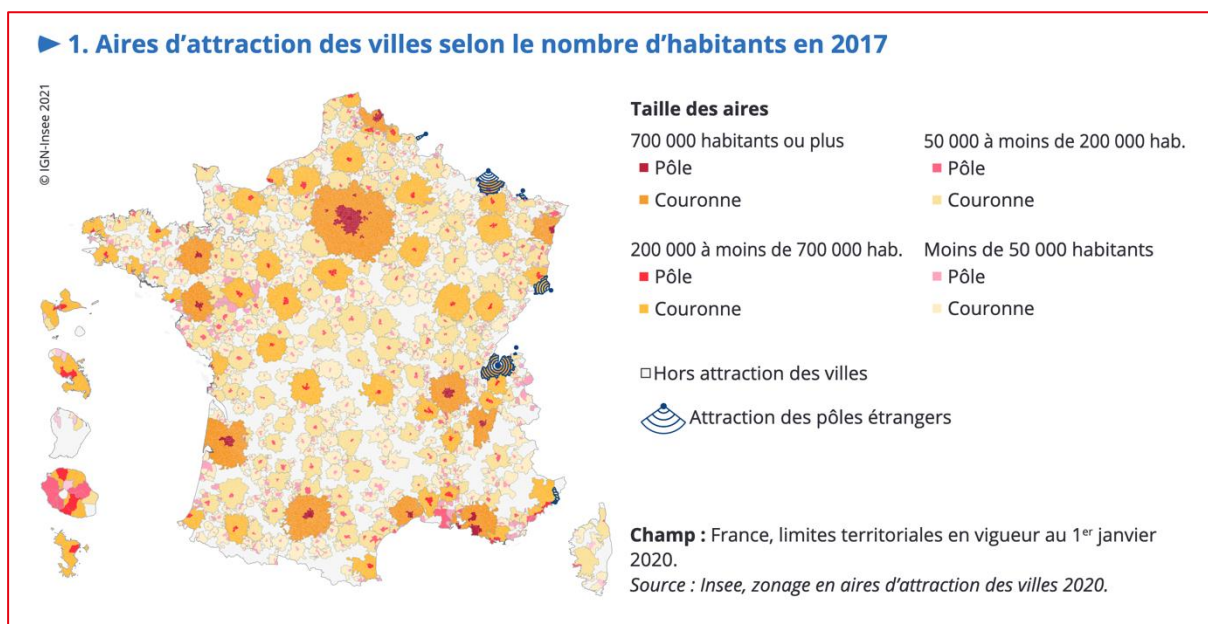 1. Aires d’attraction des villes selon le nombre d’habitants en 2017
© IGN-Insee 2021
Taille des aires
700 000 habitants ou plus
Pôle
Couronne
50 000 à moins de 200 000 hab.
Pôle
Couronne
200 000 à moins de 700 000 hab.
Pôle
Couronne
Moins de 50 000 habitants
Pôle
Couronne
Hors attraction des villes
Attraction des pôles étrangers
Champ : France, limites territoriales en vigueur au 1er janvier
2020.
Source : Insee, zonage en aires d’attraction des villes 2020.